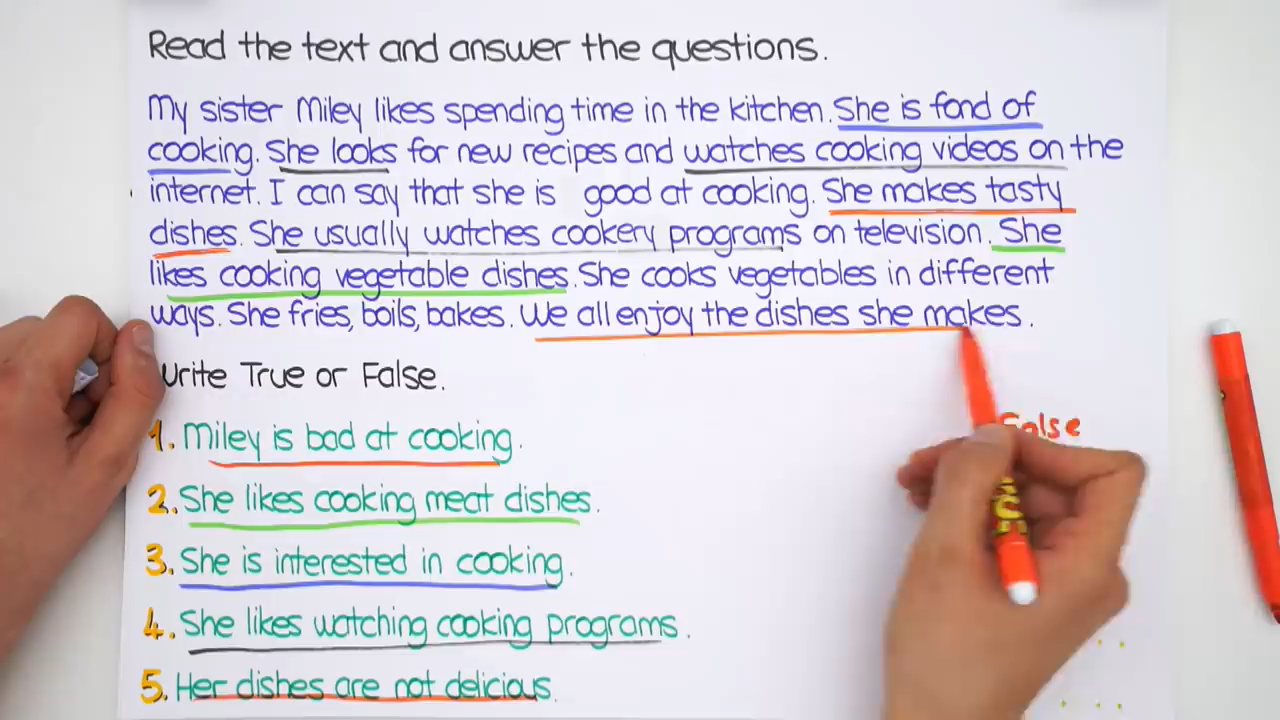 Read the text and answer the questions.
My sister Miley likes spending time in the kitchen. She is fond of
cooking. She looks for new recipes and watches cooking videos on the
internet. I can say that she is good at cooking. She makes tasty
dishes. She usually watches cookery programs on television. She
likes cooking vegetable dishes. She cooks vegetables in different
ways. She fries, boils, bakes. We all enjoy the dishes she makes.
Write True or False.
1. Miley is bad at cooking. False
2. She likes cooking meat dishes.
3. She is interested in cooking.
4. She likes watching cooking programs.
5. Her dishes are not delicious.